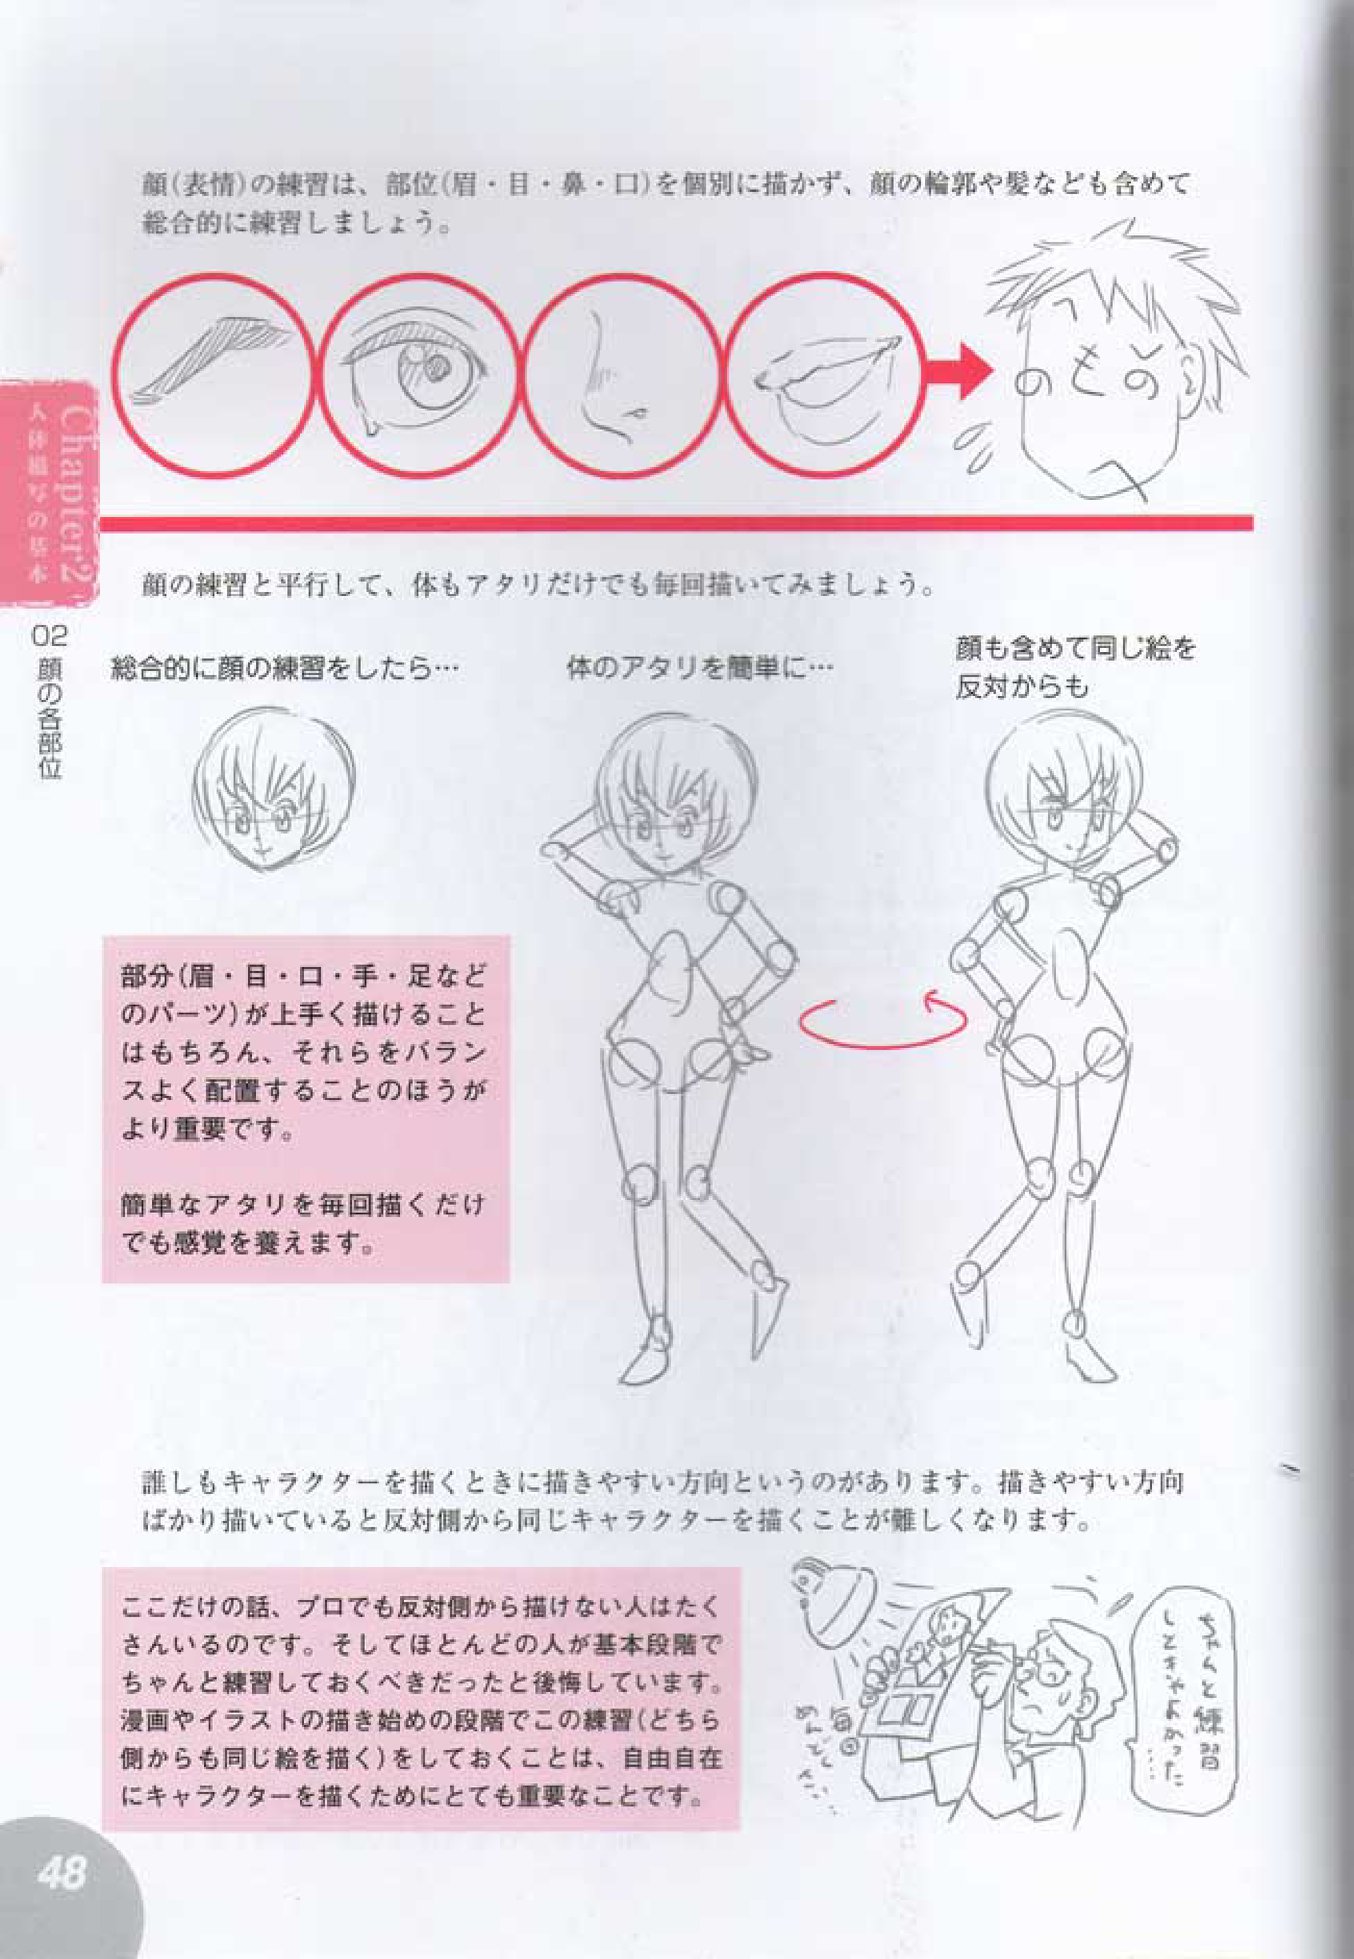 顔(表情)の練習は、部位(眉・目・鼻・口)を個別に描かず、顔の輪郭や髪なども含めて
総合的に練習しましょう。
へ
のもの
へ
Chapter:2
人体描写の基本
02
顔の各部位
顔の練習と平行して、体もアタリだけでも毎回描いてみましょう。
総合的に顔の練習をしたら…
体のアタリを簡単に…
顔も含めて同じ絵を
反対からも
部分(眉・目・口・手・足など
のパーツ)が上手く描けること
はもちろん、それらをバラン
スよく配置することのほうが
より重要です。
簡単なアタリを毎回描くだけ
でも感覚を養えます。
誰しもキャラクターを描くときに描きやすい方向というのがあります。描きやすい方向
ばかり描いていると反対側から同じキャラクターを描くことが難しくなります。
ここだけの話、プロでも反対側から描けない人はたく
さんいるのです。そしてほとんどの人が基本段階で
ちゃんと練習しておくべきだったと後悔しています。
漫画やイラストの描き始めの段階でこの練習(どちら
側からも同じ絵を描く)をしておくことは、自由自在
にキャラクターを描くためにとても重要なことです。
ちゃんと練習
しときゃよかった……
毎回
めんどくさい…
48